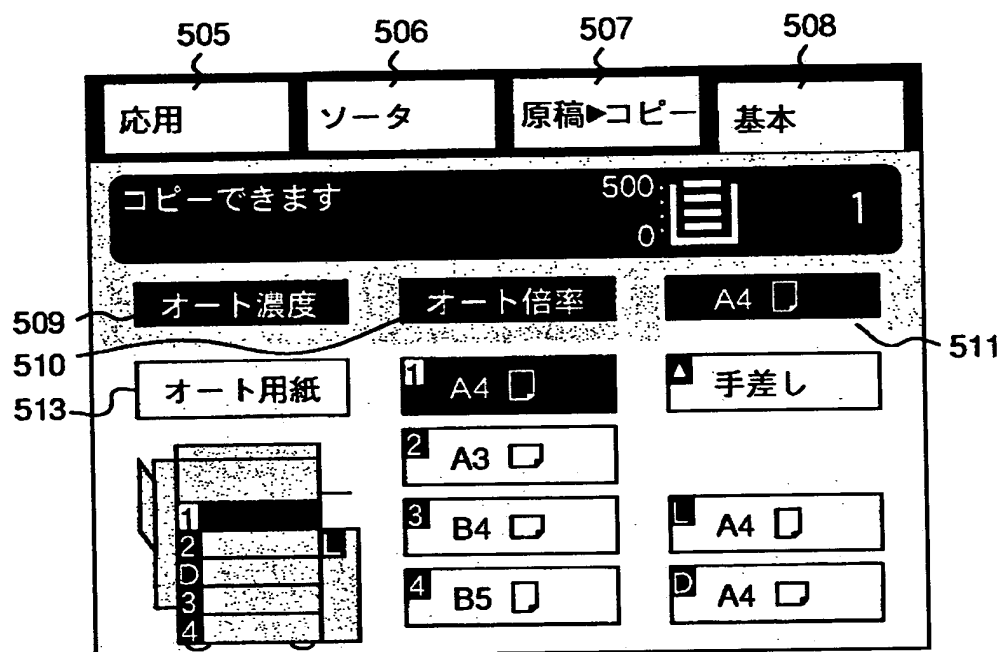 505 506 507 508
応用 ソータ 原稿▶コピー 基本
コピーできます 500 1
0
オート濃度 オート倍率 A4
509
510
511
513
オート用紙 1 A4 ▲ 手差し
2 A3
3 B4 L A4
4 B5 D A4
1
2 L
D
3
4